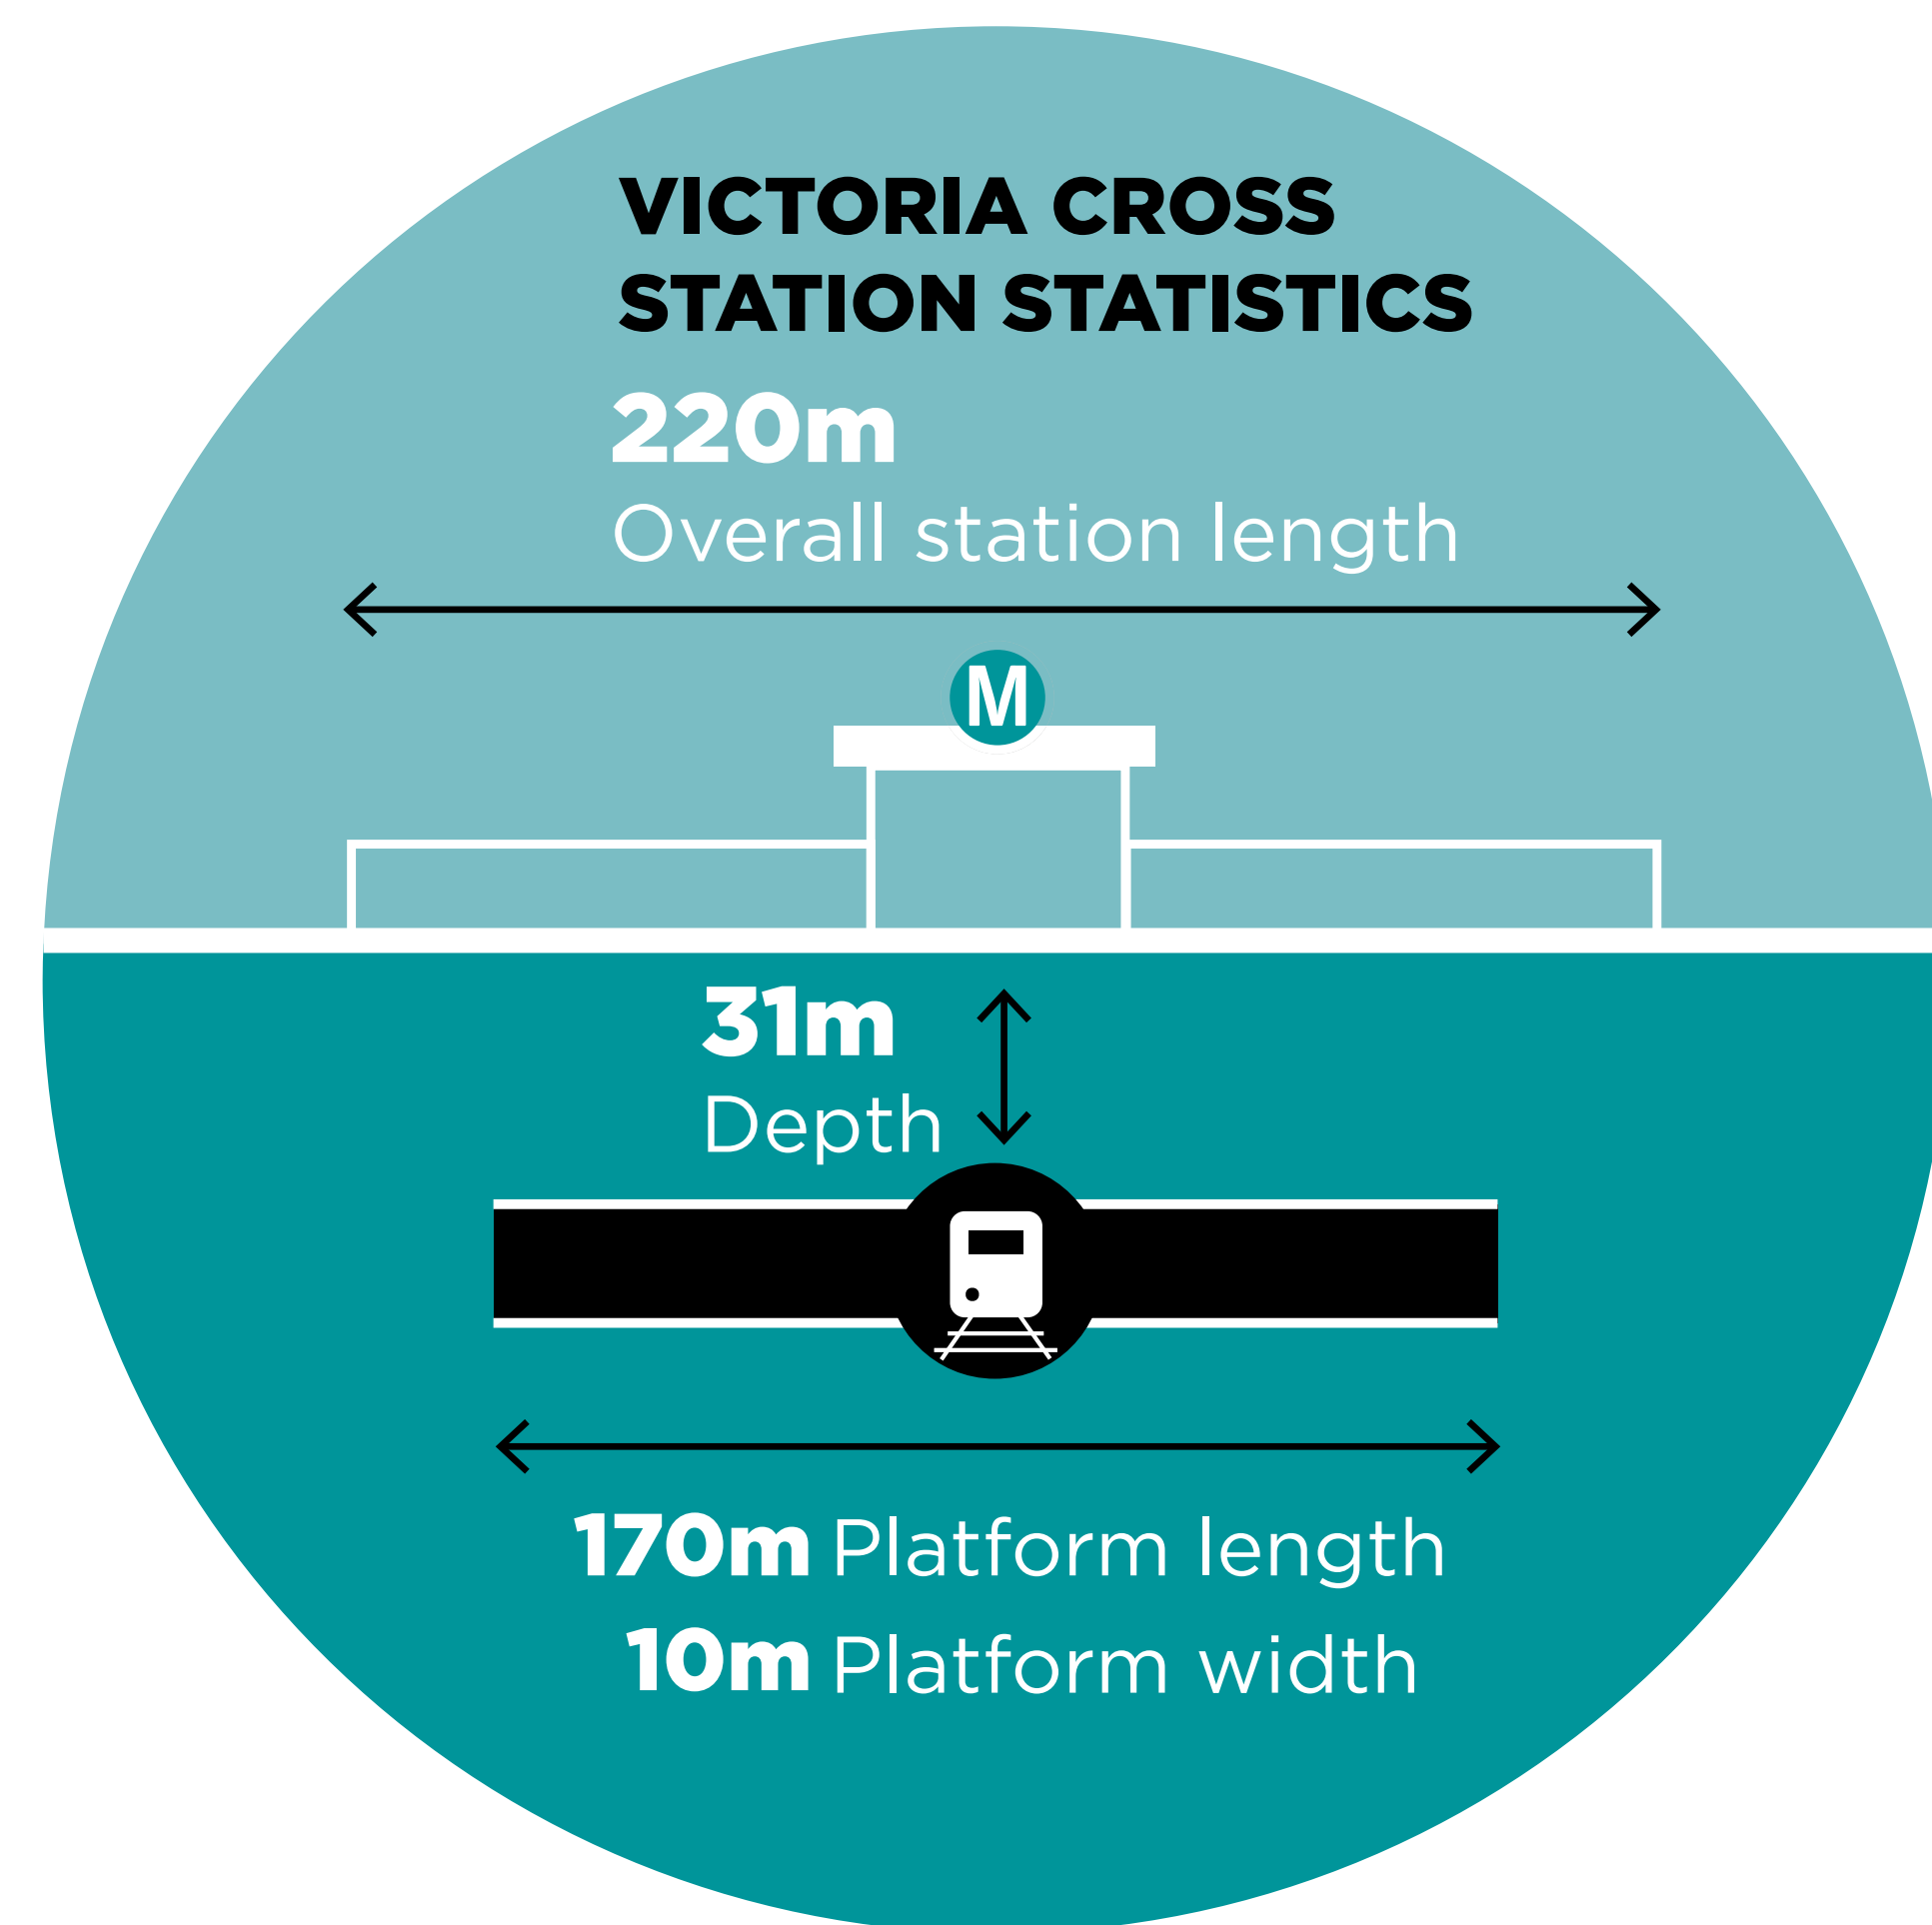 VICTORIA CROSS
STATION STATISTICS
220m
Overall station length
M
31m
Depth
170m Platform length
10m Platform width